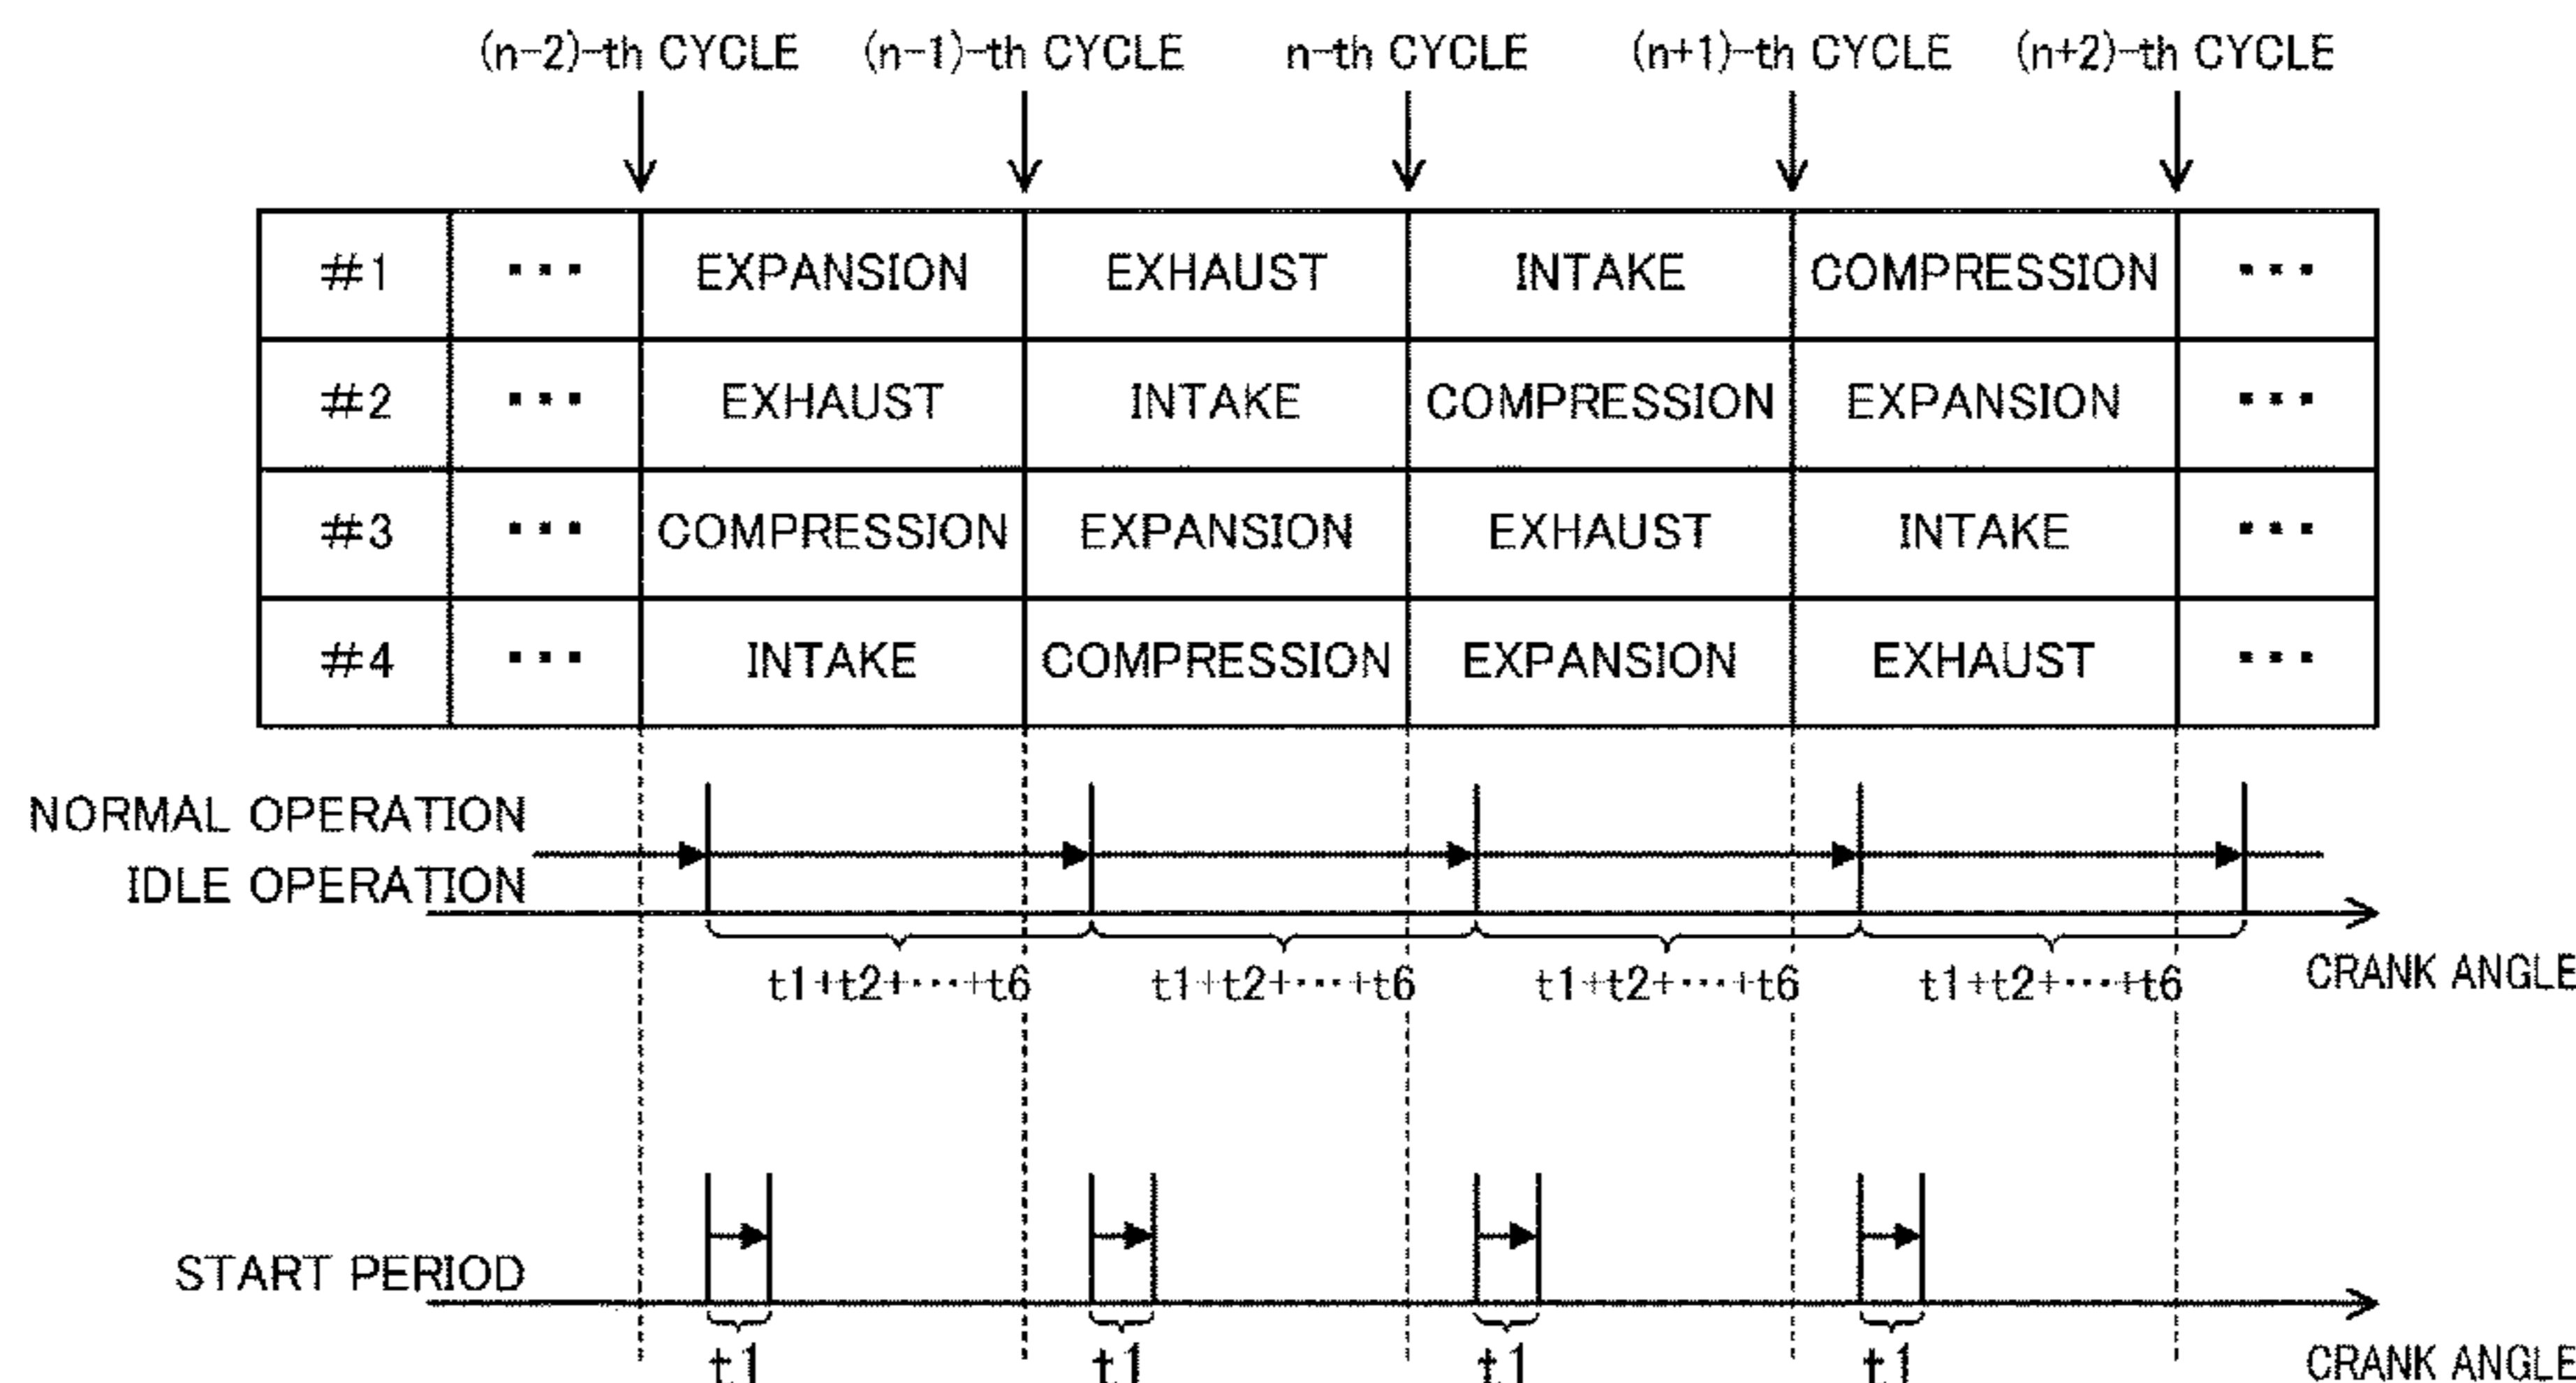 (n-2)-th CYCLE (n-1)-th CYCLE n-th CYCLE (n+1)-th CYCLE (n+2)-th CYCLE
#1 ･･･ EXPANSION EXHAUST INTAKE COMPRESSION ･･･
#2 ･･･ EXHAUST INTAKE COMPRESSION EXPANSION ･･･
#3 ･･･ COMPRESSION EXPANSION EXHAUST INTAKE ･･･
#4 ･･･ INTAKE COMPRESSION EXPANSION EXHAUST ･･･
NORMAL OPERATION
IDLE OPERATION
t1+t2+･･･+t6 t1+t2+･･･+t6 t1+t2+･･･+t6 t1+t2+･･･+t6 CRANK ANGLE
START PERIOD
t1 t1 t1 t1 CRANK ANGLE